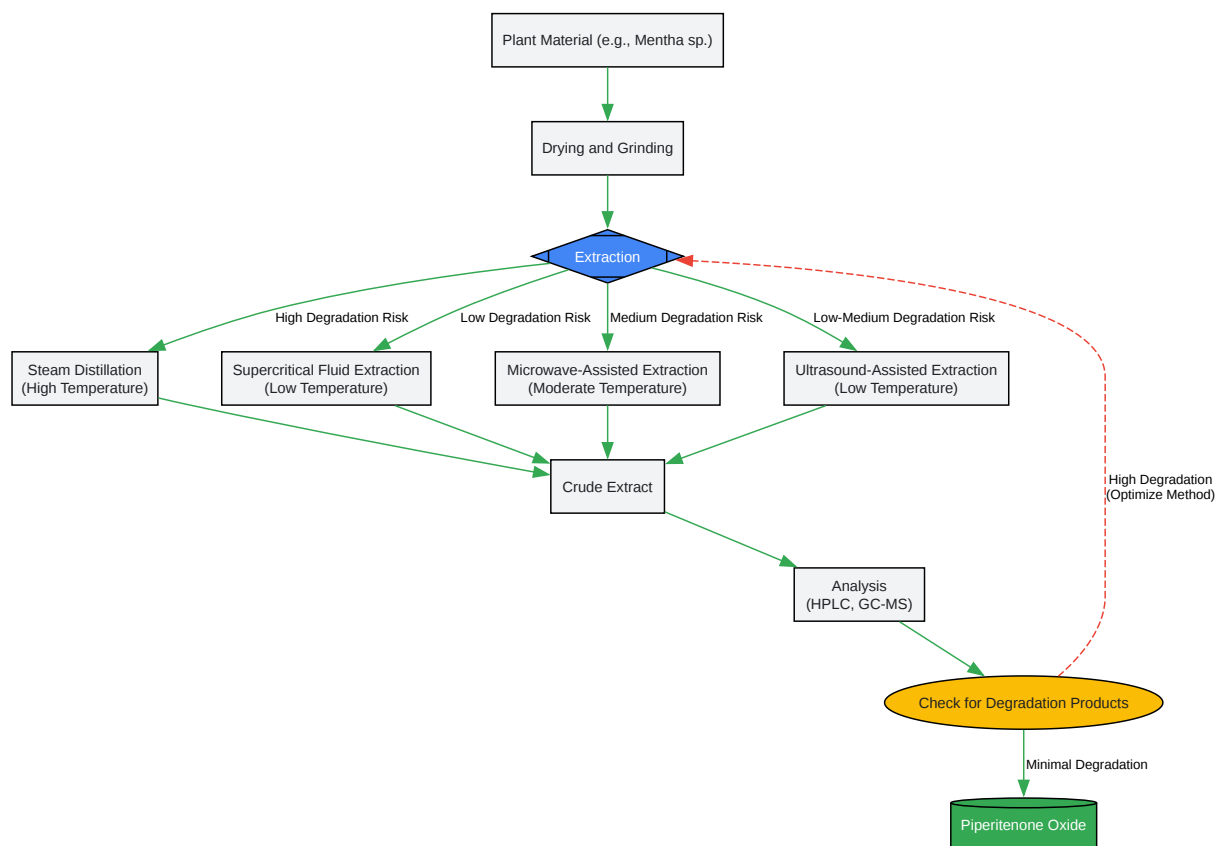 Plant Material (e.g., Mentha sp.)
Drying and Grinding
Extraction
High Degradation Risk
Low Degradation Risk
Medium Degradation Risk
Low-Medium Degradation Risk
Steam Distillation
(High Temperature)
Supercritical Fluid Extraction
(Low Temperature)
Microwave-Assisted Extraction
(Moderate Temperature)
Ultrasound-Assisted Extraction
(Low Temperature)
Crude Extract
High Degradation
(Optimize Method)
Analysis
(HPLC, GC-MS)
Check for Degradation Products
Minimal Degradation
Piperitenone Oxide